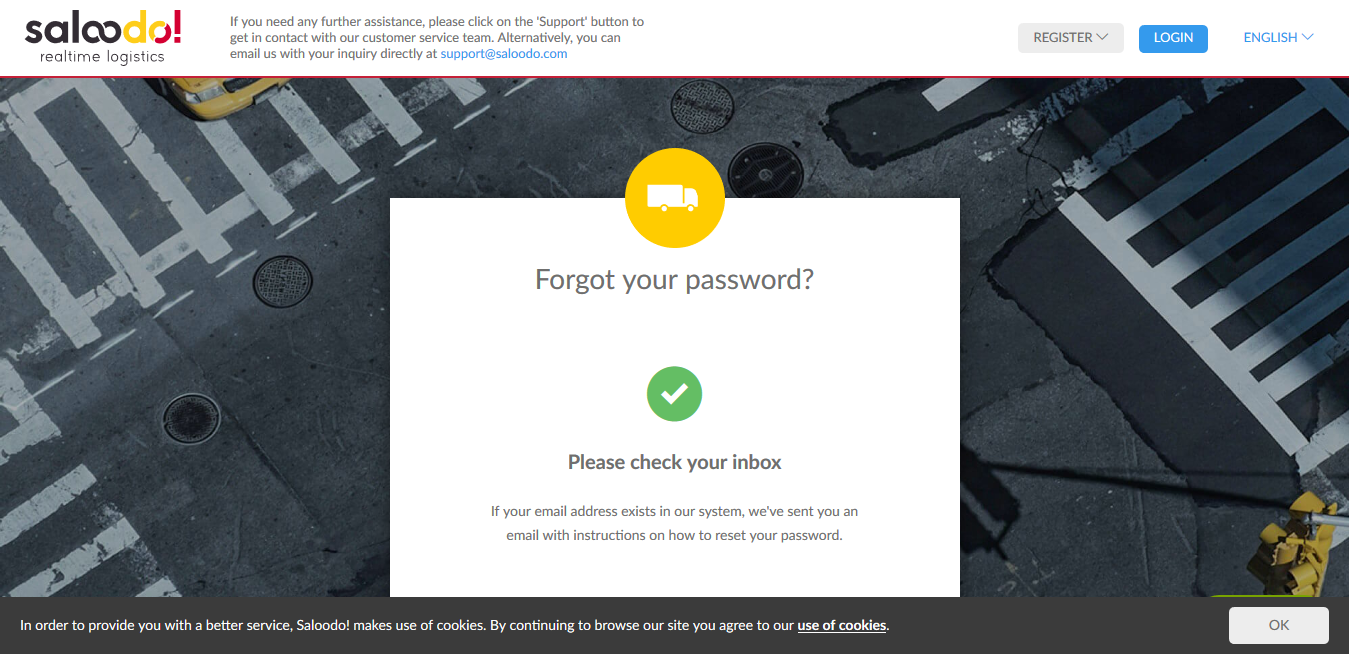 saloodo!
realtime logistics
If you need any further assistance, please click on the 'Support' button to
get in contact with our customer service team. Alternatively, you can
email us with your inquiry directly at support@saloodo.com
REGISTER
LOGIN
ENGLISH
Forgot your password?
Please check your inbox
If your email address exists in our system, we've sent you an
email with instructions on how to reset your password.
In order to provide you with a better service, Saloodo! makes use of cookies. By continuing to browse our site you agree to our use of cookies.
OK